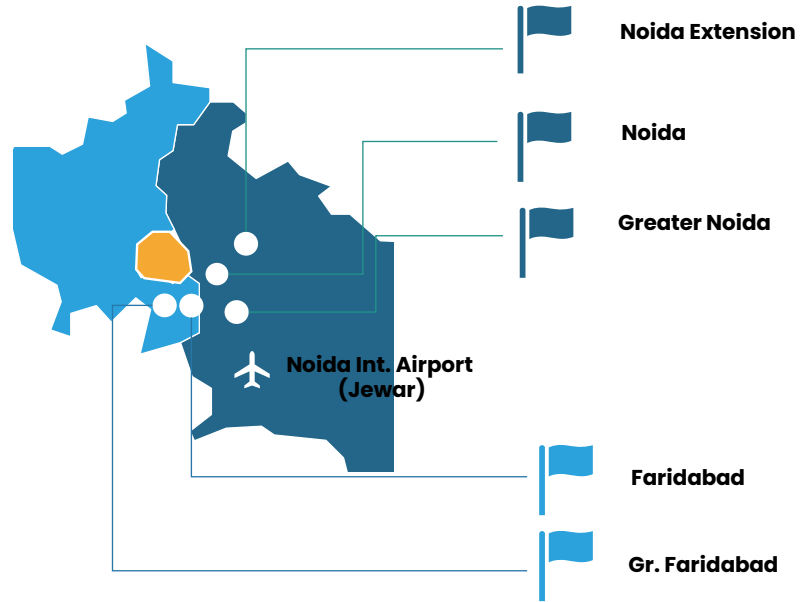 Noida Extension
Noida
Greater Noida
Noida Int. Airport
(Jewar)
Faridabad
Gr. Faridabad